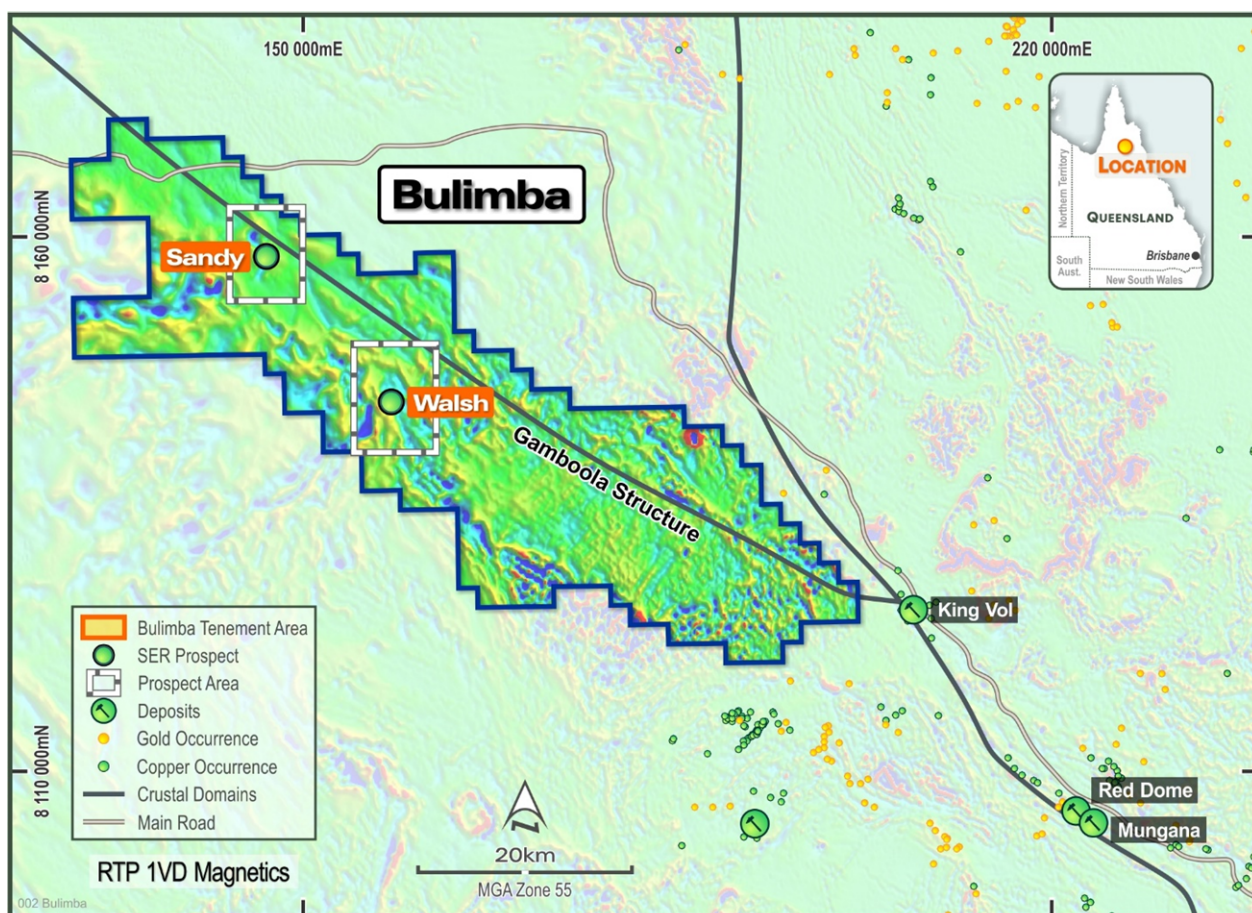 150 000mE
220 000mE
8 160 000mN
8 110 000mN
Bulimba
Sandy
Walsh
Gamboola Structure
King Vol
Red Dome
Mungana
LOCATION
Northern Territory
QUEENSLAND
South
Aust.
Brisbane
New South Wales
Bulimba Tenement Area
SER Prospect
Prospect Area
Deposits
Gold Occurrence
Copper Occurrence
Crustal Domains
Main Road
RTP 1VD Magnetics
N
20km
MGA Zone 55
002 Bulimba